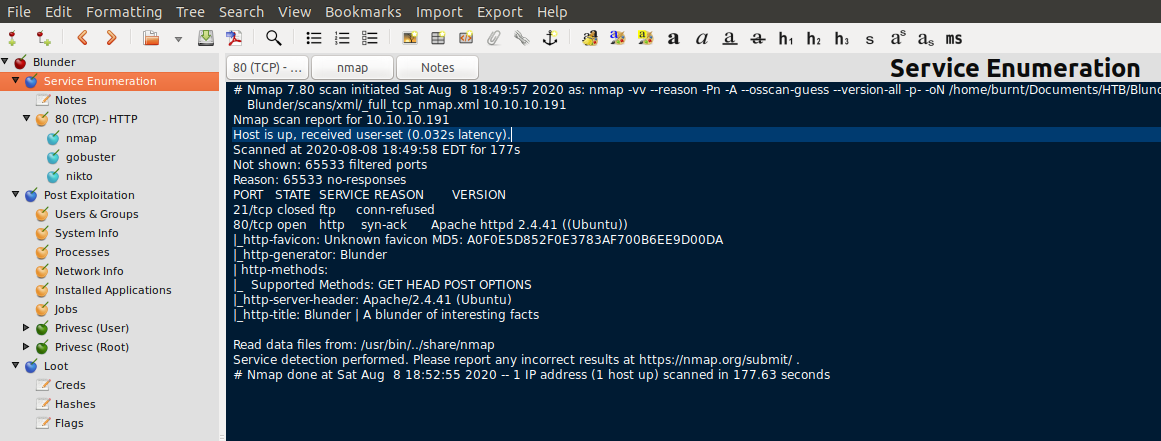 File Edit Formatting Tree Search View Bookmarks Import Export Help
a a a a h1 h2 h3 s as as ms
Blunder
Service Enumeration
Notes
80 (TCP) - HTTP
nmap
gobuster
nikto
Post Exploitation
Users & Groups
System Info
Processes
Network Info
Installed Applications
Jobs
Privesc (User)
Privesc (Root)
Loot
Creds
Hashes
Flags
80 (TCP) - ... nmap Notes
Service Enumeration
# Nmap 7.80 scan initiated Sat Aug  8 18:49:57 2020 as: nmap -vv --reason -Pn -A --osscan-guess --version-all -p- -oN /home/burnt/Documents/HTB/Blund
Blunder/scans/xml/_full_tcp_nmap.xml 10.10.10.191
Nmap scan report for 10.10.10.191
Host is up, received user-set (0.032s latency).
Scanned at 2020-08-08 18:49:58 EDT for 177s
Not shown: 65533 filtered ports
Reason: 65533 no-responses
PORT   STATE  SERVICE REASON       VERSION
21/tcp closed ftp     conn-refused
80/tcp open   http    syn-ack      Apache httpd 2.4.41 ((Ubuntu))
|_http-favicon: Unknown favicon MD5: A0F0E5D852F0E3783AF700B6EE9D00DA
|_http-generator: Blunder
| http-methods:
|_  Supported Methods: GET HEAD POST OPTIONS
|_http-server-header: Apache/2.4.41 (Ubuntu)
|_http-title: Blunder | A blunder of interesting facts
Read data files from: /usr/bin/../share/nmap
Service detection performed. Please report any incorrect results at https://nmap.org/submit/ .
# Nmap done at Sat Aug  8 18:52:55 2020 -- 1 IP address (1 host up) scanned in 177.63 seconds